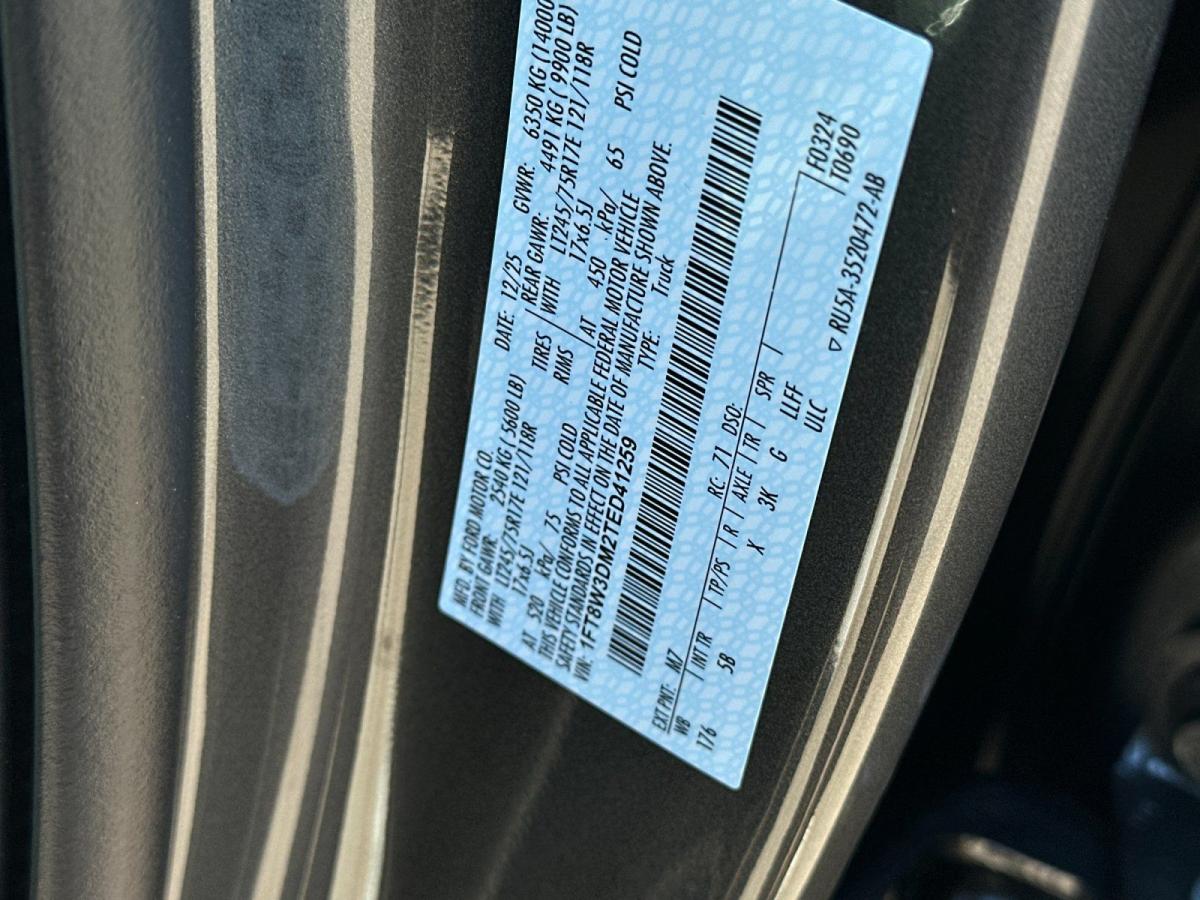 MFD. BY FORD MOTOR CO. DATE: 12/25 GVWR: 6350 KG (14000
FRONT GAWR: 2540 KG ( 5600 LB) REAR GAWR: 4491 KG ( 9900 LB)
WITH LT245/75R17E 121/118R TIRES WITH LT245/75R17E 121/118R
17x6.5J RIMS 17x6.5J
AT 520 kPa/ 75 PSI COLD AT 450 kPa/ 65 PSI COLD
THIS VEHICLE CONFORMS TO ALL APPLICABLE FEDERAL MOTOR VEHICLE
SAFETY STANDARDS IN EFFECT ON THE DATE OF MANUFACTURE SHOWN ABOVE.
VIN: 1FT8W3DM2TED41259 TYPE: Truck
EXT PNT: M7 RC: 71 DSO: F0324
WB INT TR TP/PS R AXLE TR SPR T0690
176 5B X 3K G LLFF
ULC
▽ RU5A-3520472-AB